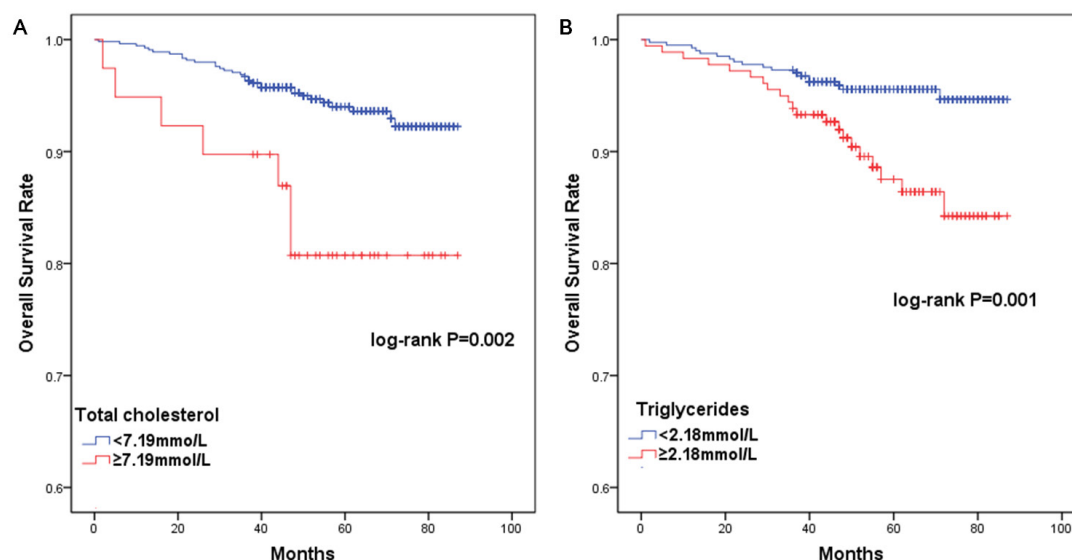 A
1.0
0.9
0.8
0.7
0.6
Overall Survival Rate
log-rank P=0.002
Total cholesterol
<7.19mmo/L
≥7.19mmol/L
0 20 40 60 80 100
Months
B
1.0
0.9
0.8
0.7
0.6
Overall Survival Rate
log-rank P=0.001
Triglycerides
<2.18mmol/L
≥2.18mmol/L
0 20 40 60 80 100
Months